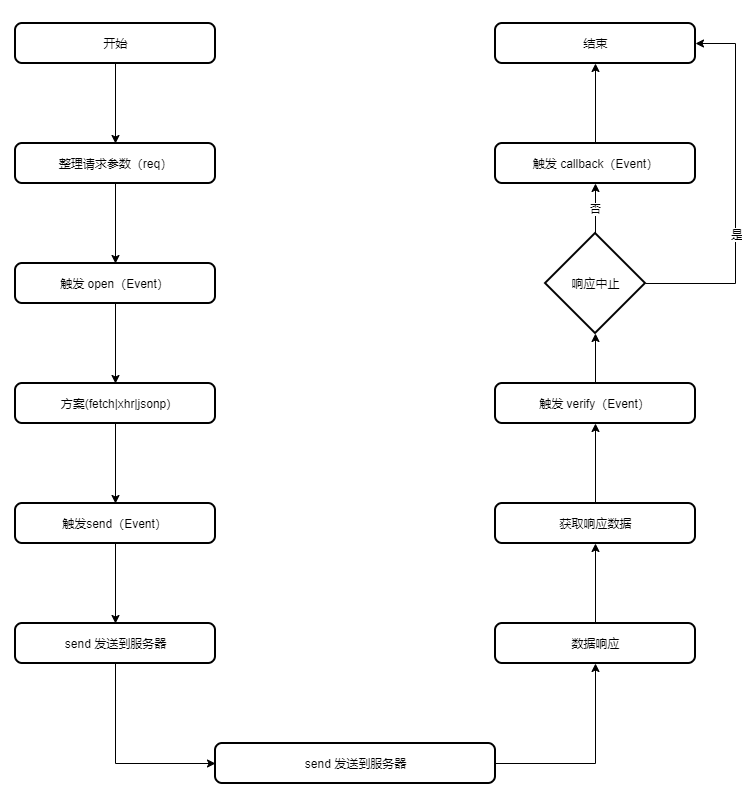 开始
整理请求参数（req）
触发 open（Event）
方案(fetch|xhr|jsonp)
触发send（Event）
send 发送到服务器
send 发送到服务器
数据响应
获取响应数据
触发 verify（Event）
响应中止
否
是
触发 callback（Event）
结束